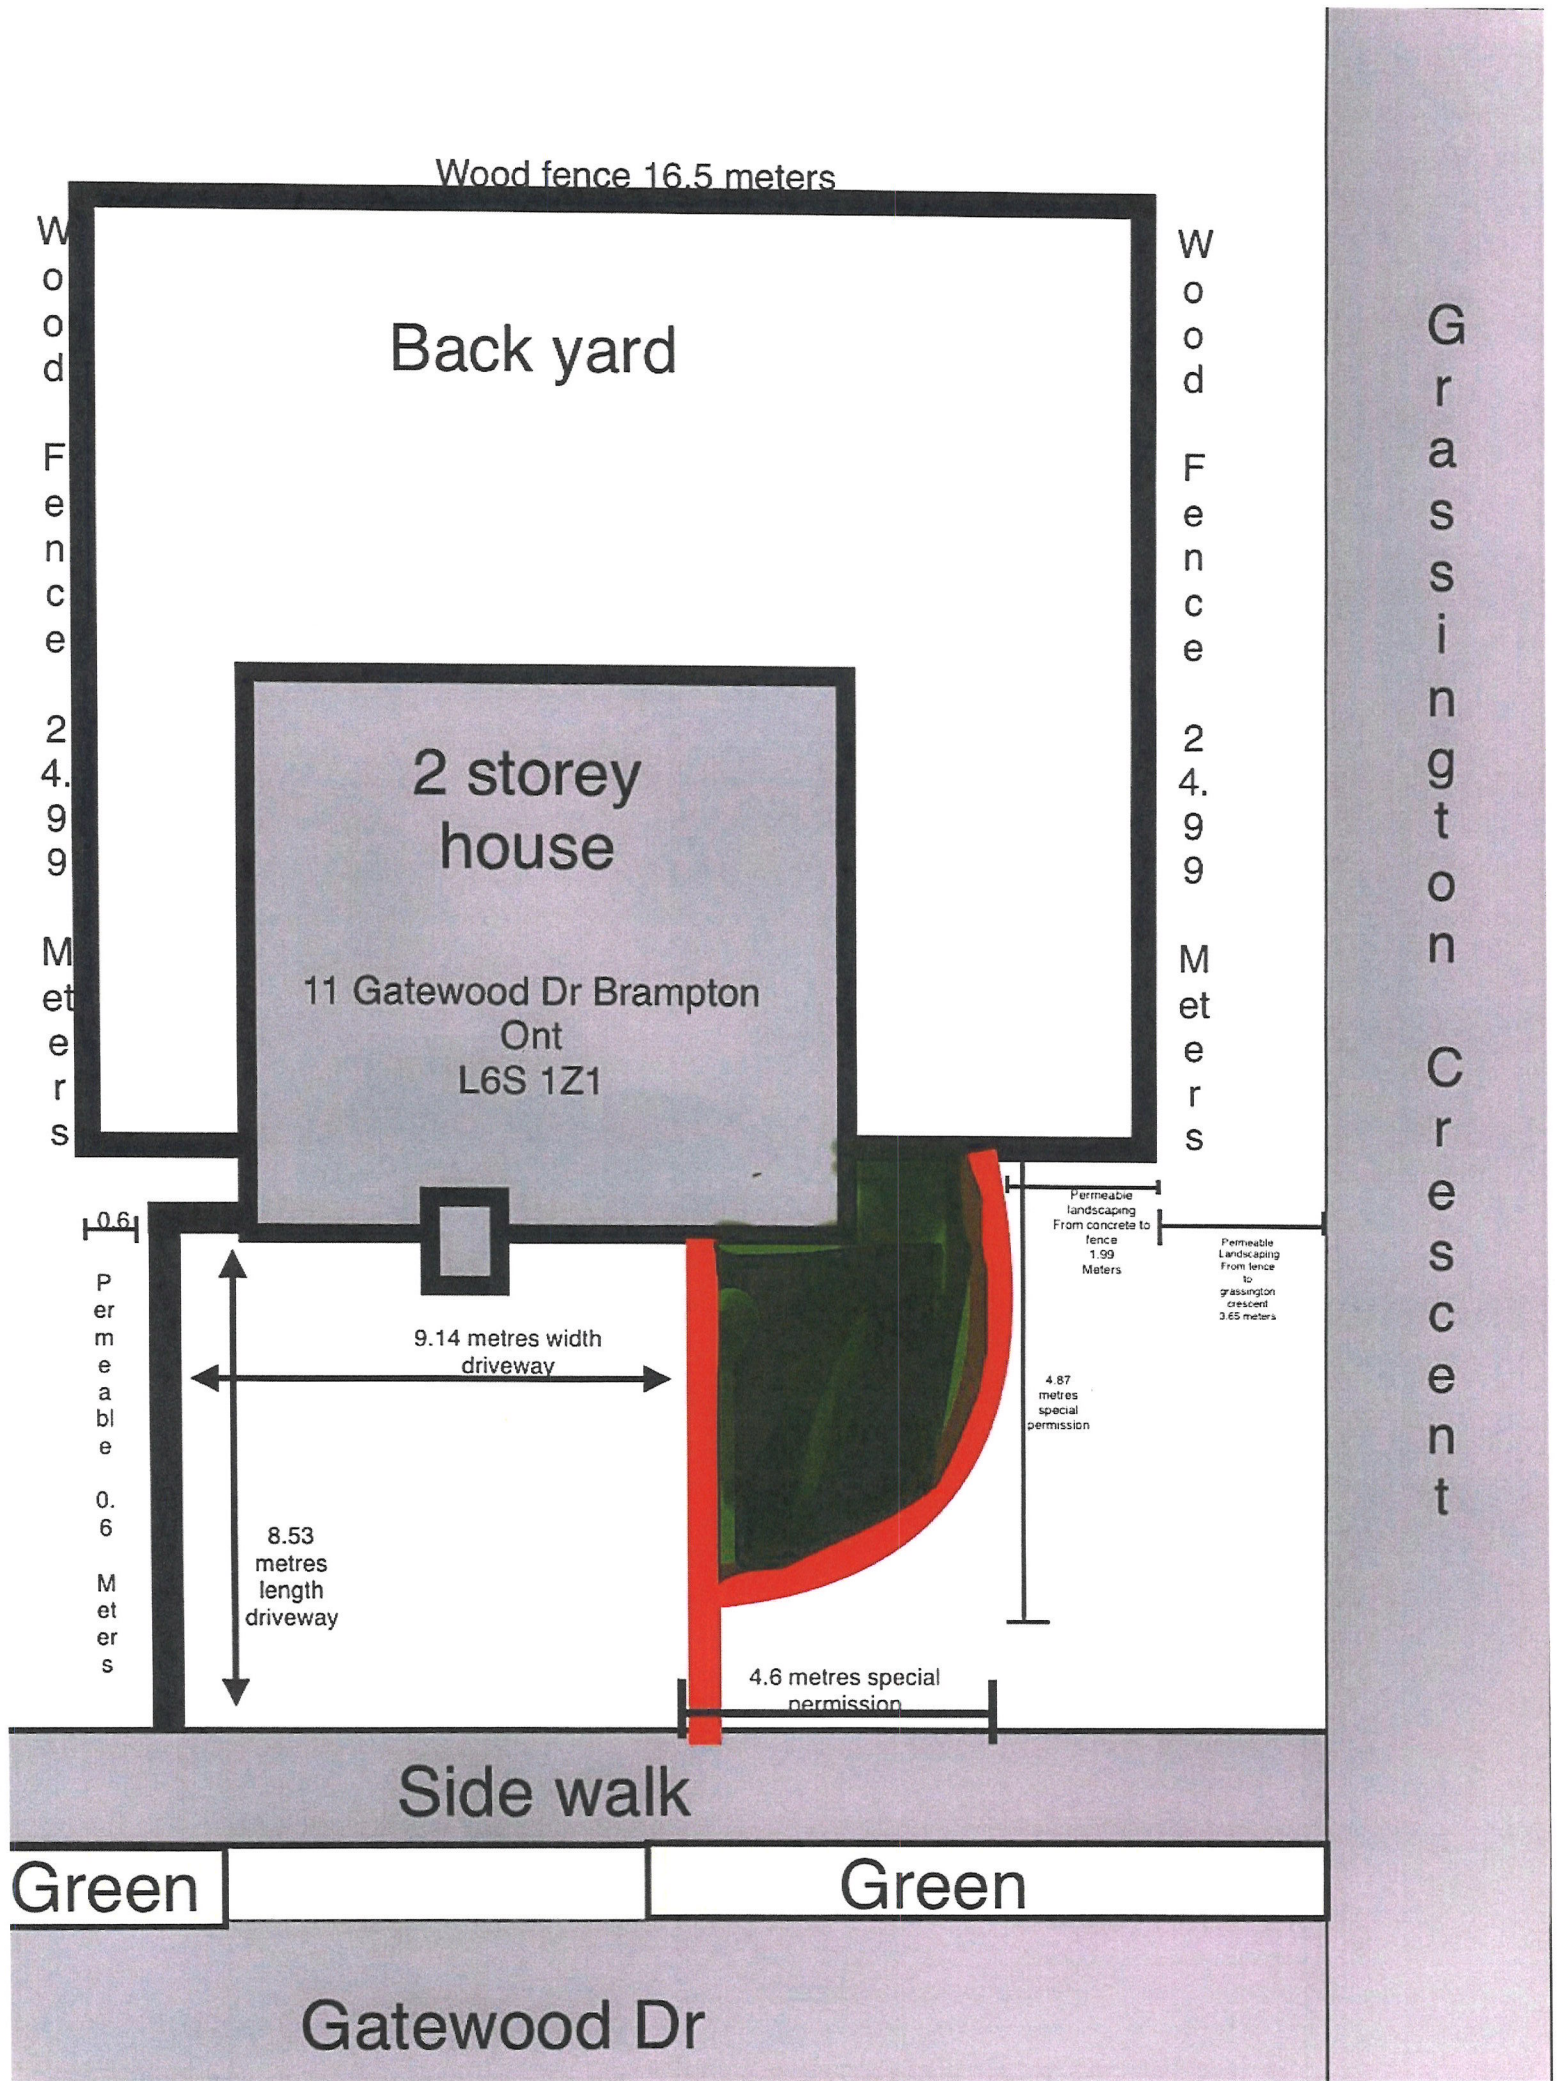 Wood fence 16.5 meters
Wood Fence 24.99 Meters
Wood Fence 24.99 Meters
Grassington Crescent
Back yard
2 storey
house
11 Gatewood Dr Brampton
Ont
L6S 1Z1
0.6
Permeable 0.6 Meters
Permeable
landscaping
From concrete to
fence
1.99
Meters
Permeable
Landscaping
From fence
to
grassington
crescent
3.65 meters
9.14 metres width
driveway
4.87
metres
special
permission
8.53
metres
length
driveway
4.6 metres special
permission
Side walk
Green
Green
Gatewood Dr